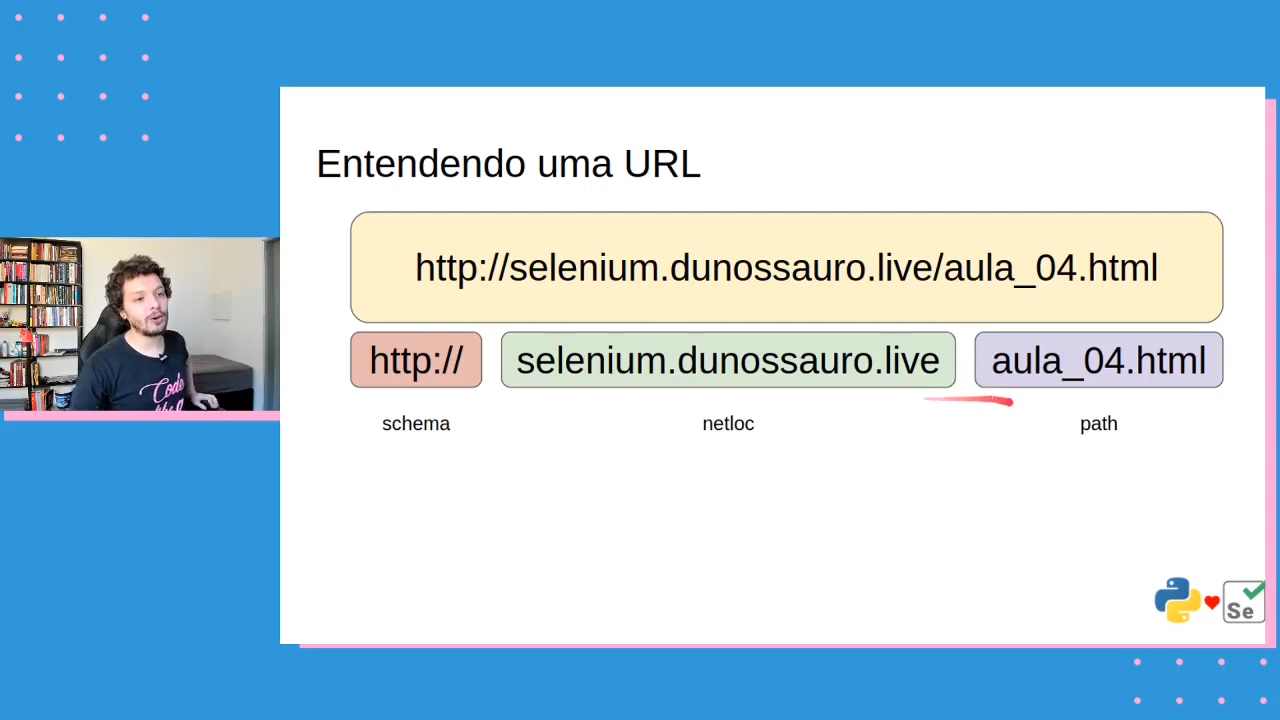 Entendendo uma URL
http://selenium.dunossauro.live/aula_04.html
http:// selenium.dunossauro.live aula_04.html
schema netloc path
Code
Se